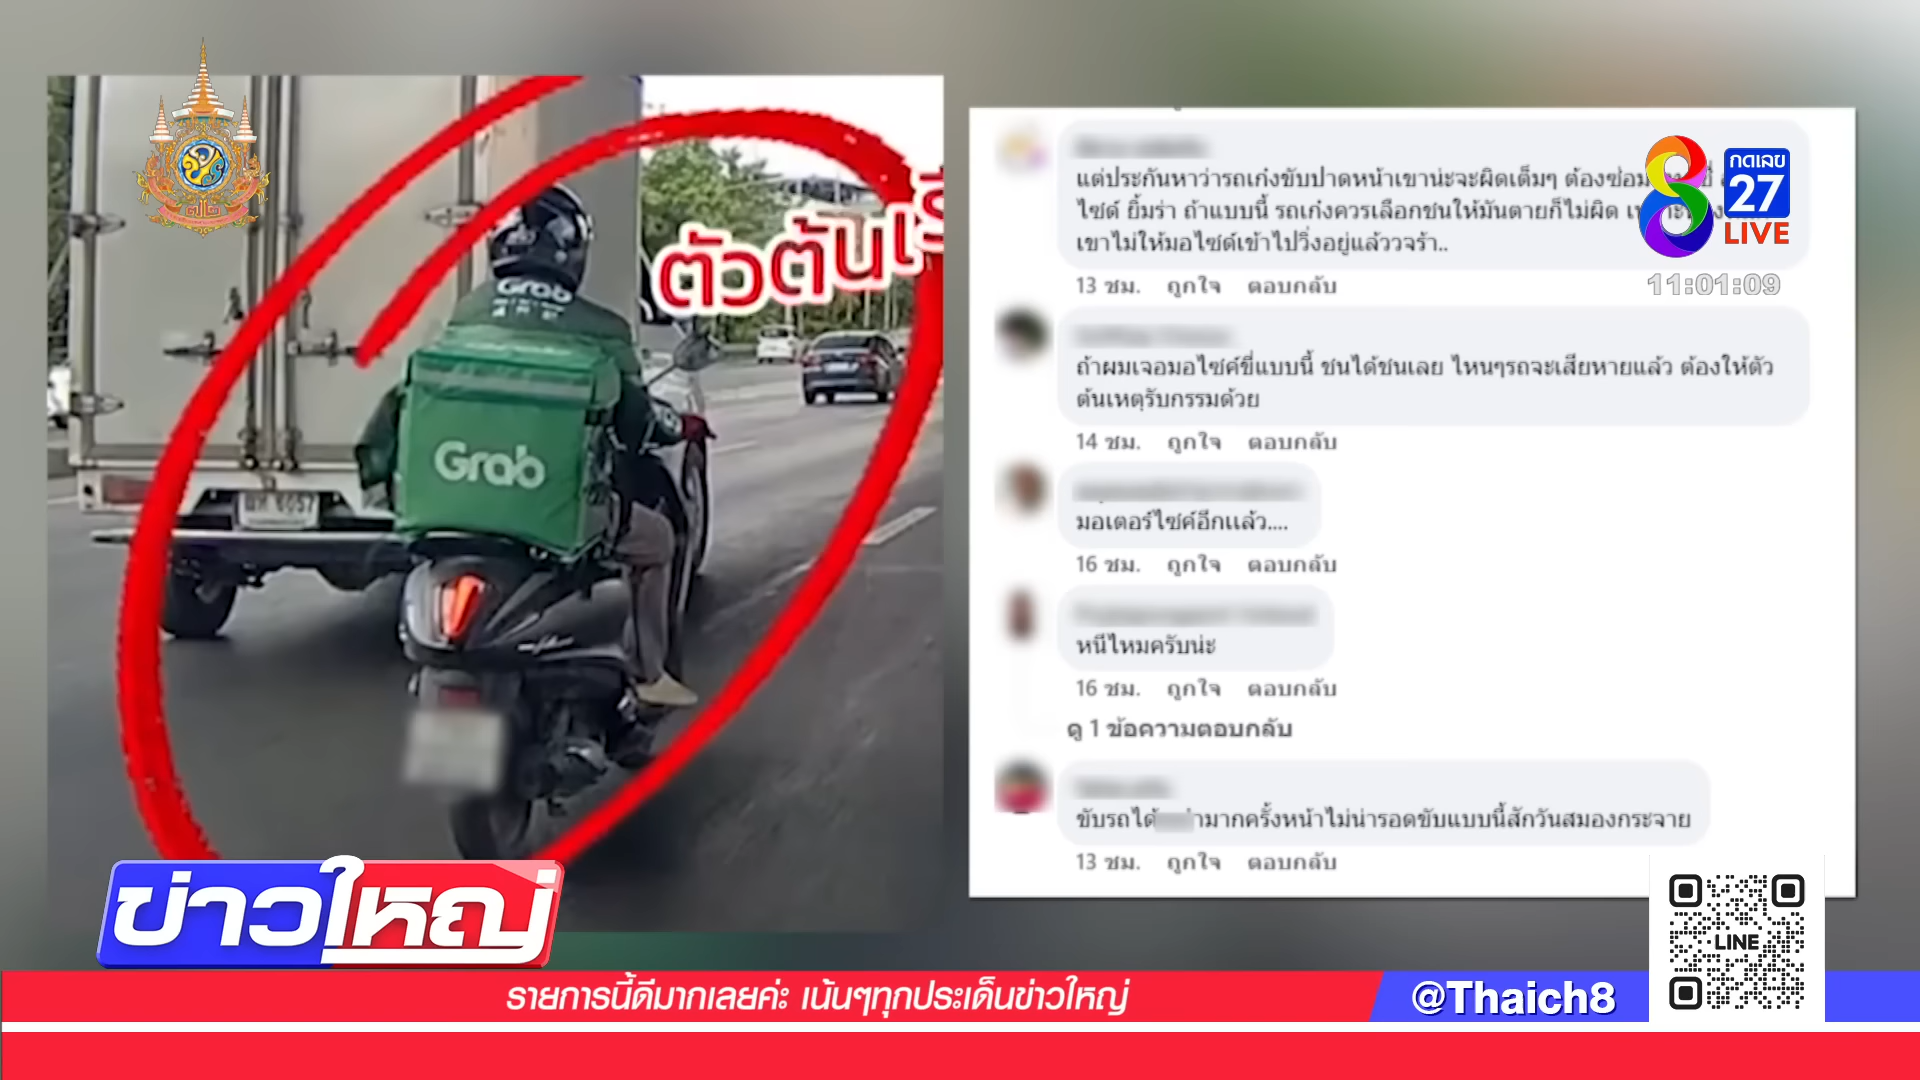 กดเลข
27
LIVE
11:01:09
ตัวต้นเ
Grab
Grab
6057
แต่ประกันหาว่ารถเก๋งขับปาดหน้าเขาน่ะจะผิดเต็มๆ ต้องซ่อม
ไซด์ ยิ้มร่า ถ้าแบบนี้ รถเก๋งควรเลือกชนให้มันตายก็ไม่ผิด
เขาไม่ให้มอไซด์เข้าไปวิ่งอยู่แล้ววจร้า..
13 ชม. ถูกใจ ตอบกลับ
ถ้าผมเจอมอไซค์ขี่แบบนี้ ชนได้ชนเลย ไหนๆรถจะเสียหายแล้ว ต้องให้ตัว
ต้นเหตุรับกรรมด้วย
14 ชม. ถูกใจ ตอบกลับ
มอเตอร์ไซค์อีกแล้ว....
16 ชม. ถูกใจ ตอบกลับ
หนีไหมครับน่ะ
16 ชม. ถูกใจ ตอบกลับ
ดู 1 ข้อความตอบกลับ
ขับรถได้ มากครั้งหน้าไม่น่ารอดขับแบบนี้สักวันสมองกระจาย
13 ชม. ถูกใจ ตอบกลับ
ข่าวใหญ่
รายการนี้ดีมากเลยค่ะ เน้นๆทุกประเด็นข่าวใหญ่
@Thaich8
LINE